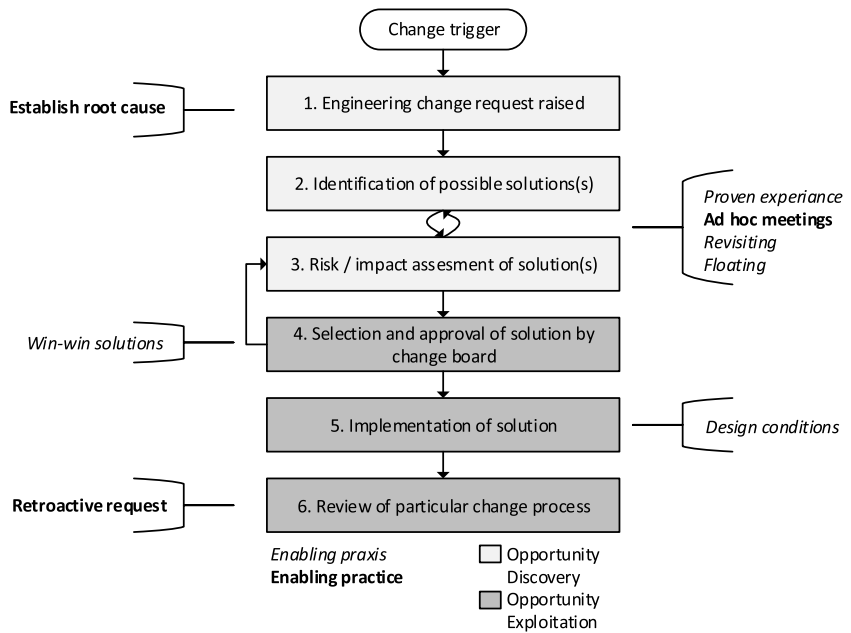 Change trigger
Establish root cause
1. Engineering change request raised
2. Identification of possible solutions(s)
Proven experiance
Ad hoc meetings
Revisiting
Floating
3. Risk / impact assesment of solution(s)
Win-win solutions
4. Selection and approval of solution by
change board
5. Implementation of solution
Design conditions
Retroactive request
6. Review of particular change process
Enabling praxis
Enabling practice
Opportunity
Discovery
Opportunity
Exploitation